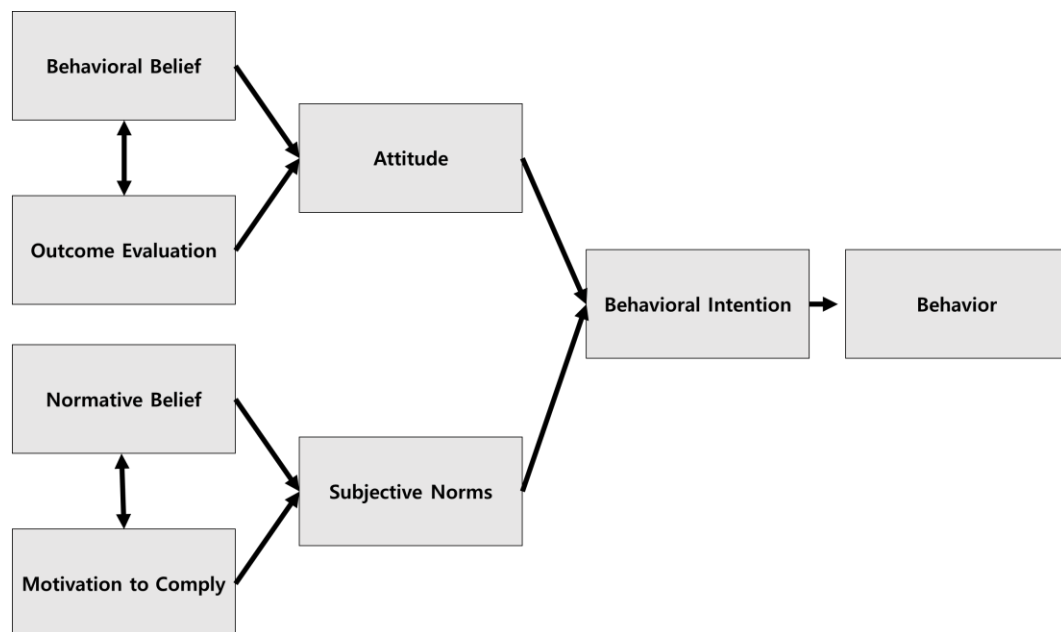 Behavioral Belief
Outcome Evaluation
Attitude
Normative Belief
Motivation to Comply
Subjective Norms
Behavioral Intention
Behavior